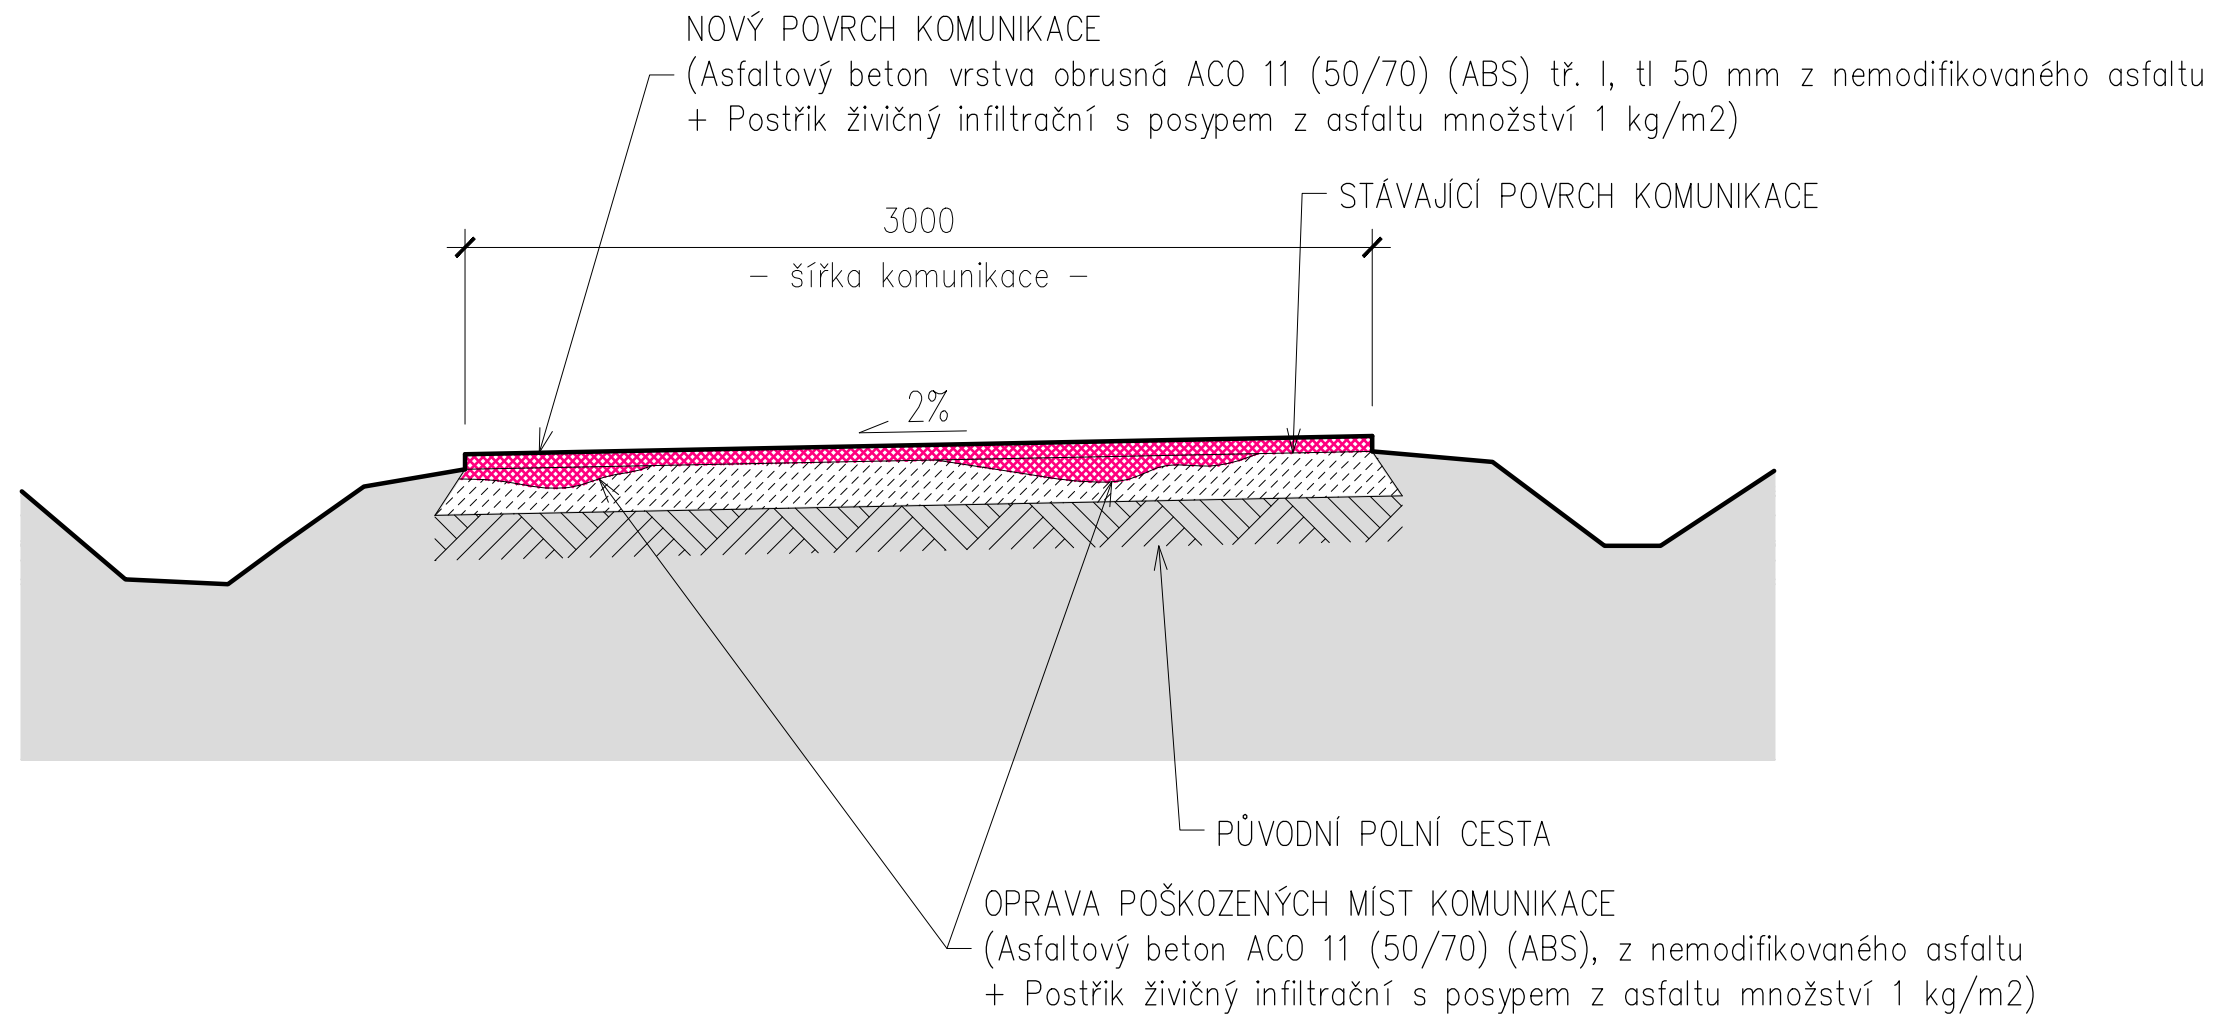 NOVÝ POVRCH KOMUNIKACE
(Asfaltový beton vrstva obrusná ACO 11 (50/70) (ABS) tř. I, tl 50 mm z nemodifikovaného asfaltu
+ Postřik živičný infiltrační s posypem z asfaltu množství 1 kg/m2)
STÁVAJÍCÍ POVRCH KOMUNIKACE
3000
- šířka komunikace -
2%
PŮVODNÍ POLNÍ CESTA
OPRAVA POŠKOZENÝCH MÍST KOMUNIKACE
(Asfaltový beton ACO 11 (50/70) (ABS), z nemodifikovaného asfaltu
+ Postřik živičný infiltrační s posypem z asfaltu množství 1 kg/m2)